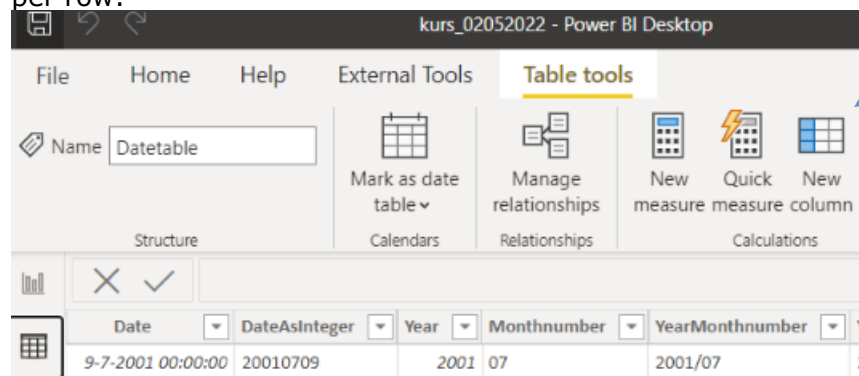 per row:
kurs_02052022 - Power BI Desktop
File Home Help External Tools Table tools
Name Datetable
Mark as date table
Manage relationships
New measure
Quick measure
New column
Structure Calendars Relationships Calculations
Date DateAsInteger Year Monthnumber YearMonthnumber
9-7-2001 00:00:00 20010709 2001 07 2001/07